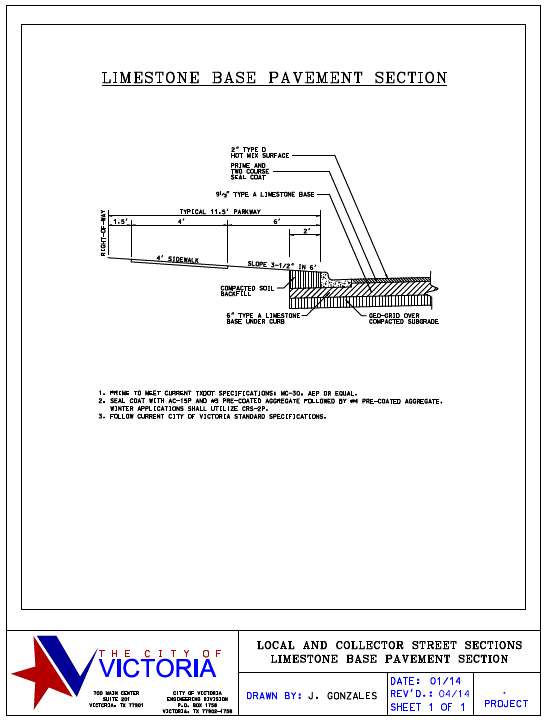 LIMESTONE BASE PAVEMENT SECTION
2" TYPE D
HOT MIX SURFACE
PRIME AND
TWO COURSE
SEAL COAT
9 1/2" TYPE A LIMESTONE BASE
RIGHT-OF-WAY
TYPICAL 11.5' PARKWAY
1.5' 4' 6'
2'
4' SIDEWALK
SLOPE 3-1/2" IN 6'
COMPACTED SOIL
BACKFILL
6" TYPE A LIMESTONE
BASE UNDER CURB
GEO-GRID OVER
COMPACTED SUBGRADE
1. PRIME TO MEET CURRENT TXDOT SPECIFICATIONS: MC-30, AEP OR EQUAL.
2. SEAL COAT WITH AC-15P AND #3 PRE-COATED AGGREGATE FOLLOWED BY #4 PRE-COATED AGGREGATE.
WINTER APPLICATIONS SHALL UTILIZE CRS-2P.
3. FOLLOW CURRENT CITY OF VICTORIA STANDARD SPECIFICATIONS.
THE CITY OF
VICTORIA
700 MAIN CENTER
SUITE 201
VICTORIA, TX 77901
CITY OF VICTORIA
ENGINEERING DIVISION
P.O. BOX 1758
VICTORIA, TX 77902-1758
LOCAL AND COLLECTOR STREET SECTIONS
LIMESTONE BASE PAVEMENT SECTION
DRAWN BY: J. GONZALES
DATE: 01/14
REV'D.: 04/14
SHEET 1 OF 1
PROJECT